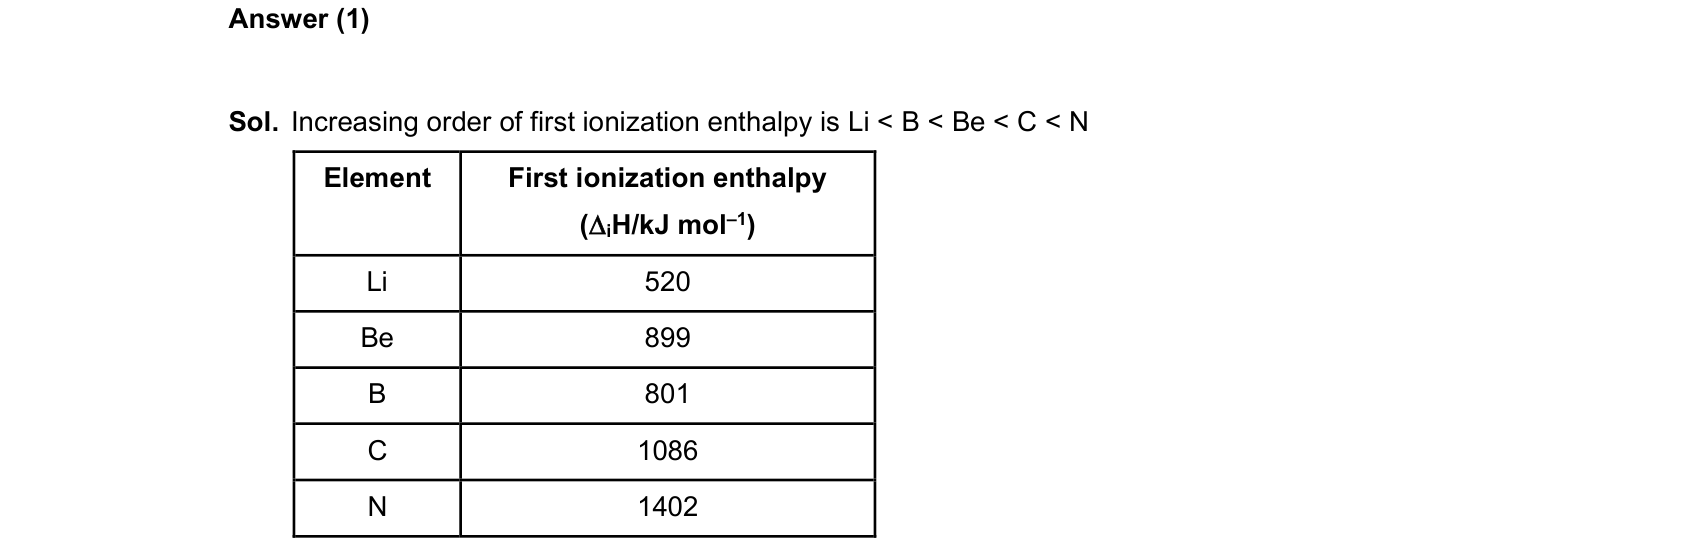 Answer (1)
Sol. Increasing order of first ionization enthalpy is Li < B < Be < C < N
Element First ionization enthalpy
(ΔᵢH/kJ mol⁻¹)
Li 520
Be 899
B 801
C 1086
N 1402